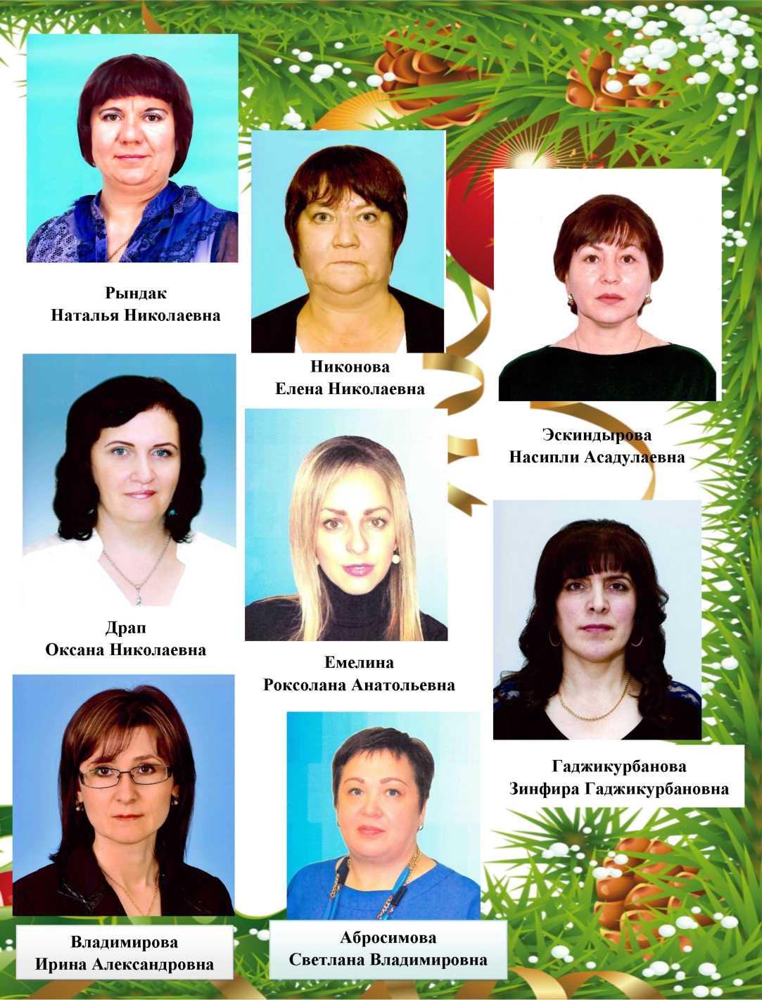 Рындак
Наталья Николаевна
Никонова
Елена Николаевна
Эскиндырова
Насипли Асадулаевна
Драп
Оксана Николаевна
Емелина
Роксолана Анатольевна
Гаджикурбанова
Зинфира Гаджикурбановна
Владимирова
Ирина Александровна
Абросимова
Светлана Владимировна